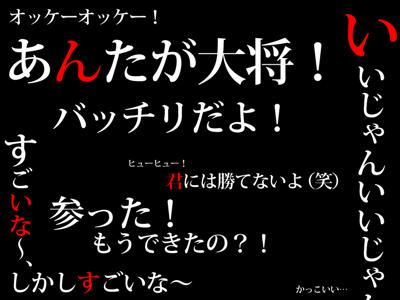 オッケーオッケー！
あんたが大将！
いいじゃんいいじゃん
バッチリだよ！
すごいな〜、
ヒューヒュー！
君には勝てないよ（笑）
参った！
もうできたの？！
しかしすごいな〜
かっこいい…